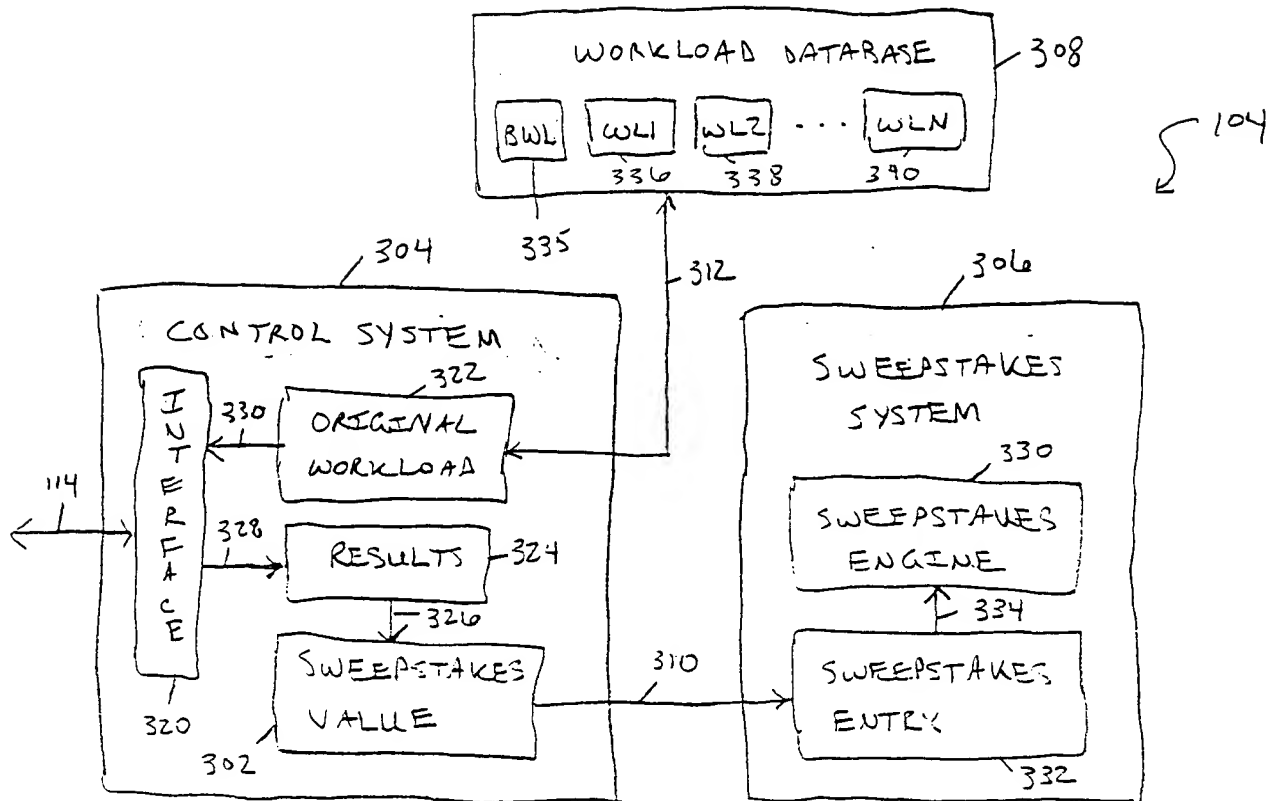 WORKLOAD DATABASE
308
BWL WL1 WL2 ... WLN
336 338 340
335
104
304
312
306
CONTROL SYSTEM
322
INTERFACE
330
ORIGINAL
WORKLOAD
SWEEPSTAKES
SYSTEM
330
114
328
RESULTS
324
SWEEPSTAKES
ENGINE
326
334
SWEEPSTAKES
VALUE
310
SWEEPSTAKES
ENTRY
320
302
332